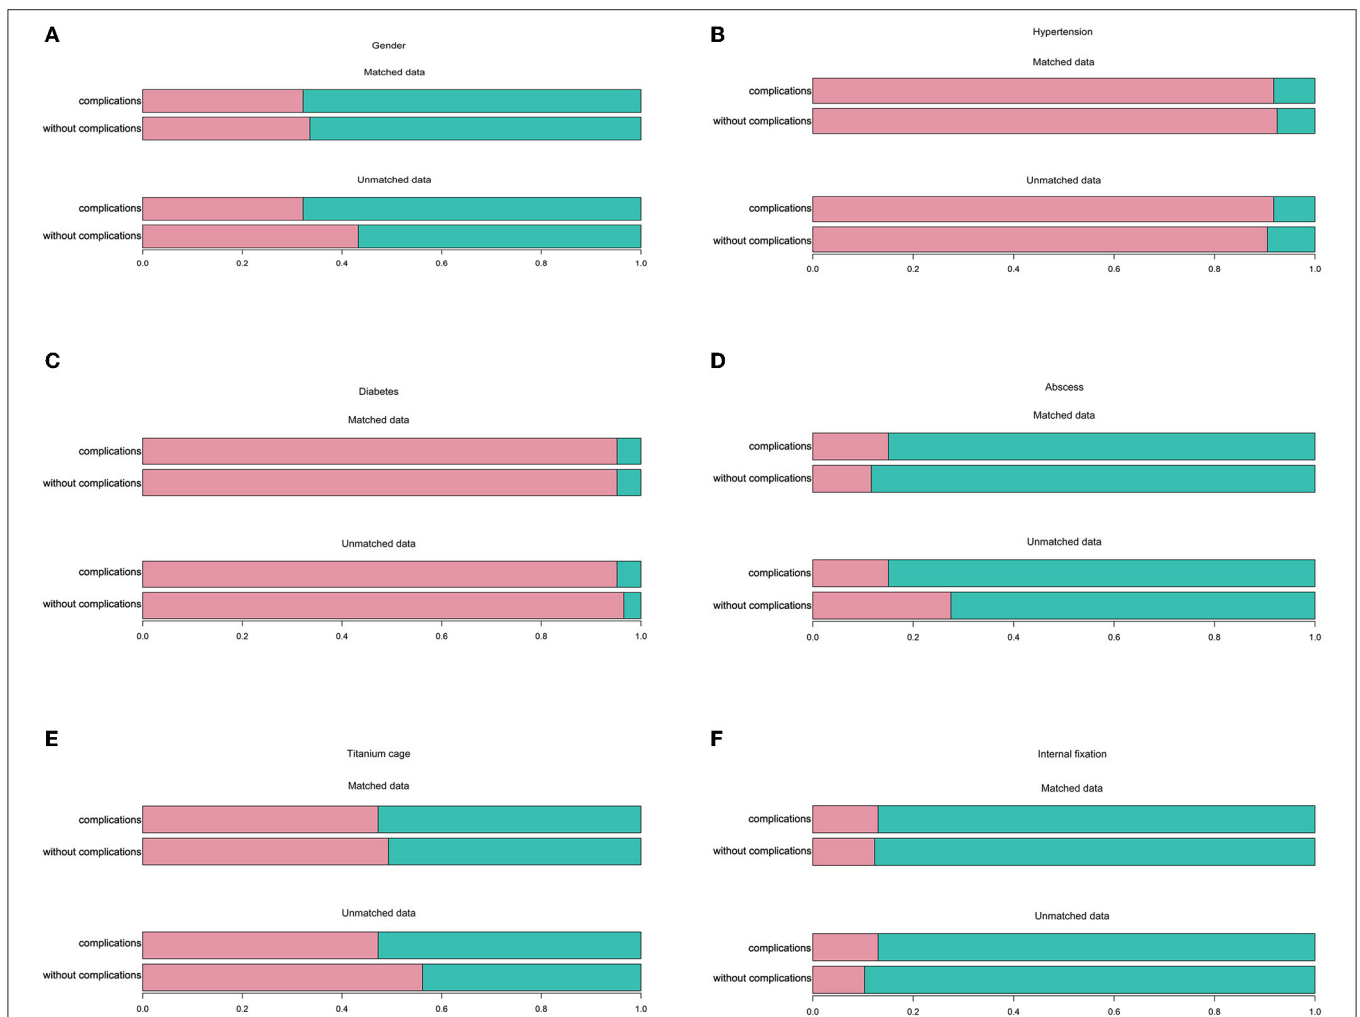 A
Gender
Matched data
complications
without complications
Unmatched data
complications
without complications
0.0 0.2 0.4 0.6 0.8 1.0
B
Hypertension
Matched data
complications
without complications
Unmatched data
complications
without complications
0.0 0.2 0.4 0.6 0.8 1.0
C
Diabetes
Matched data
complications
without complications
Unmatched data
complications
without complications
0.0 0.2 0.4 0.6 0.8 1.0
D
Abscess
Matched data
complications
without complications
Unmatched data
complications
without complications
0.0 0.2 0.4 0.6 0.8 1.0
E
Titanium cage
Matched data
complications
without complications
Unmatched data
complications
without complications
0.0 0.2 0.4 0.6 0.8 1.0
F
Internal fixation
Matched data
complications
without complications
Unmatched data
complications
without complications
0.0 0.2 0.4 0.6 0.8 1.0